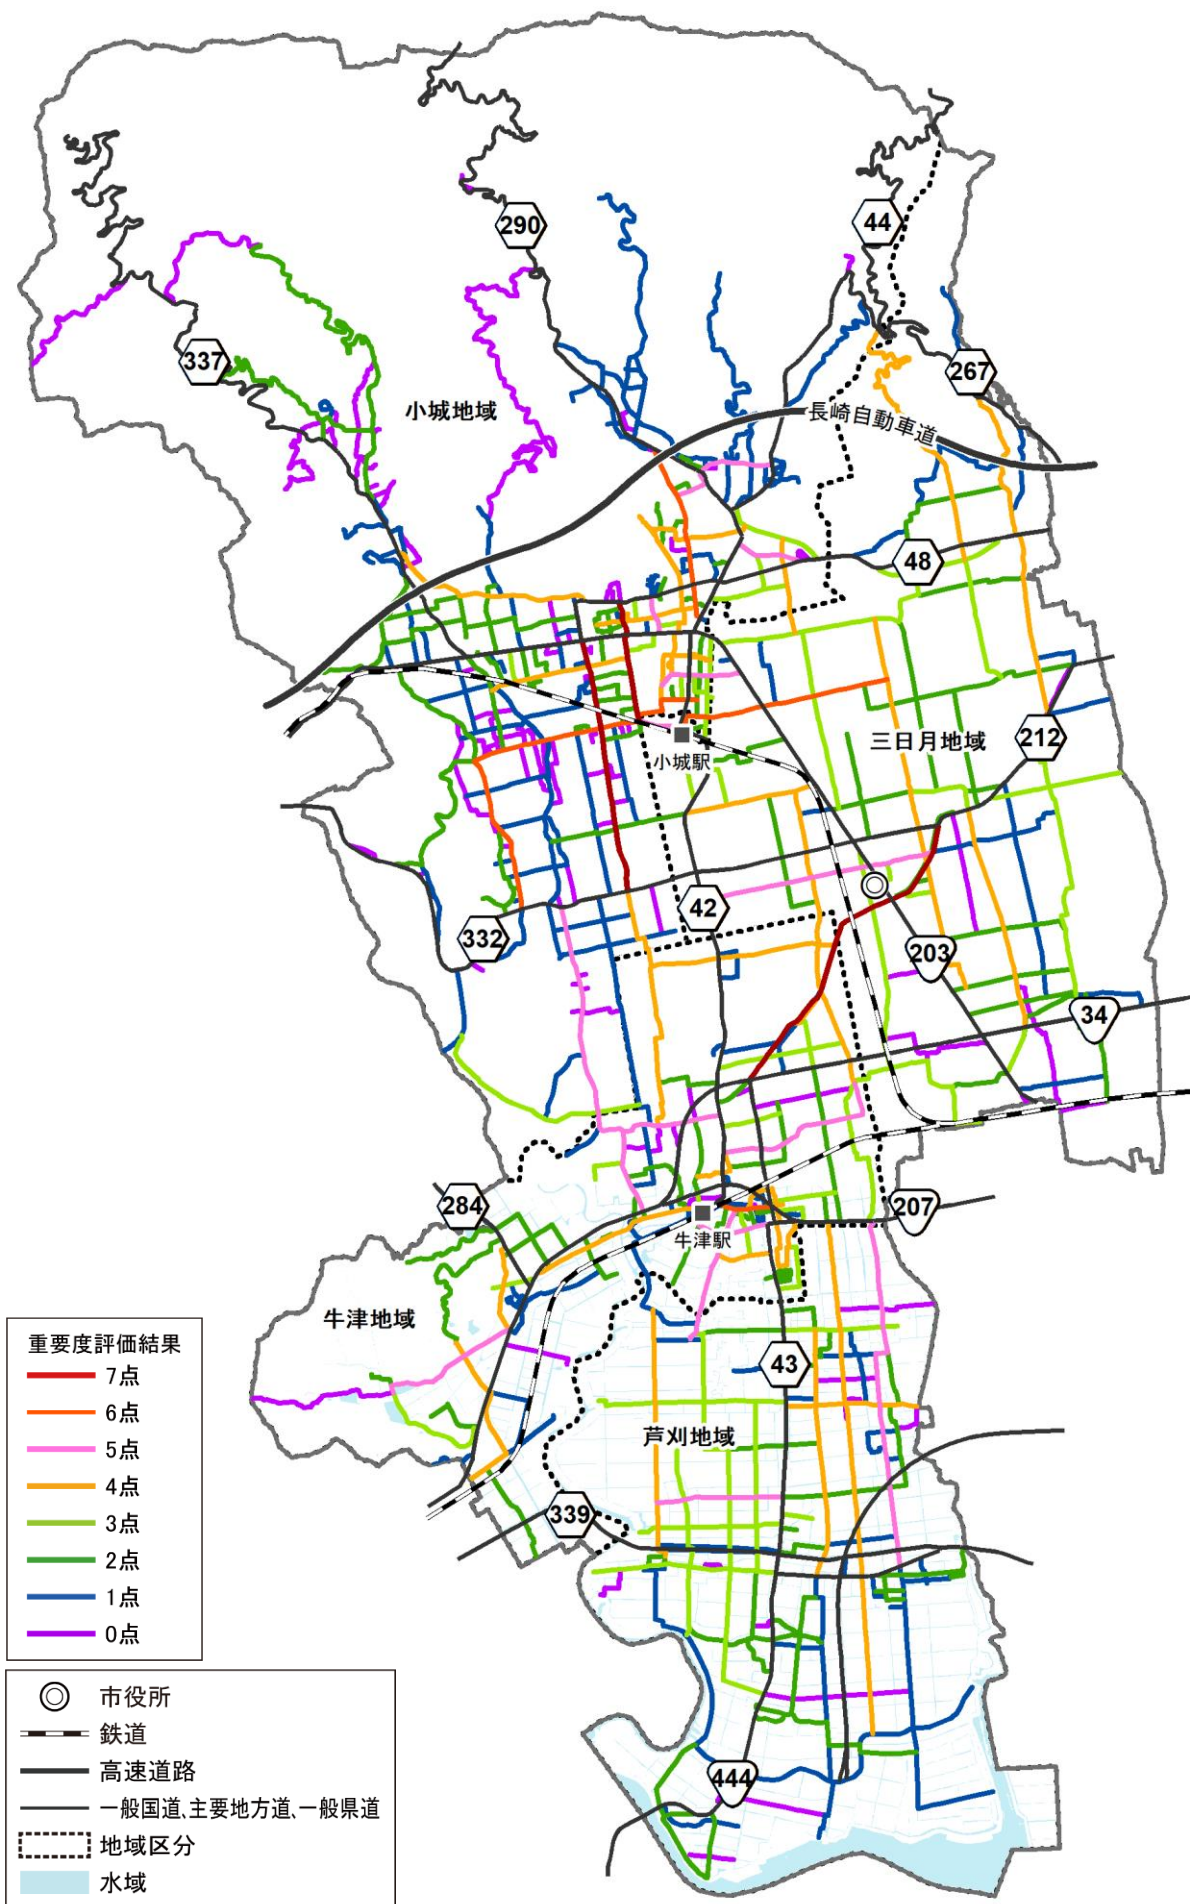 290
44
337
267
小城地域
長崎自動車道
48
三日月地域
212
小城駅
42
332
203
34
284
207
牛津駅
牛津地域
43
芦刈地域
339
444
重要度評価結果
7点
6点
5点
4点
3点
2点
1点
0点
市役所
鉄道
高速道路
一般国道、主要地方道、一般県道
地域区分
水域